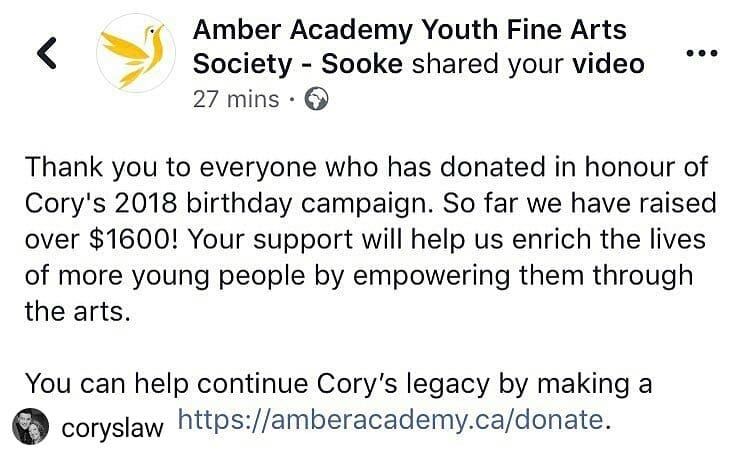 Amber Academy Youth Fine Arts
Society - Sooke shared your video
27 mins ·
Thank you to everyone who has donated in honour of
Cory's 2018 birthday campaign. So far we have raised
over $1600! Your support will help us enrich the lives
of more young people by empowering them through
the arts.
You can help continue Cory’s legacy by making a
coryslaw https://amberacademy.ca/donate.